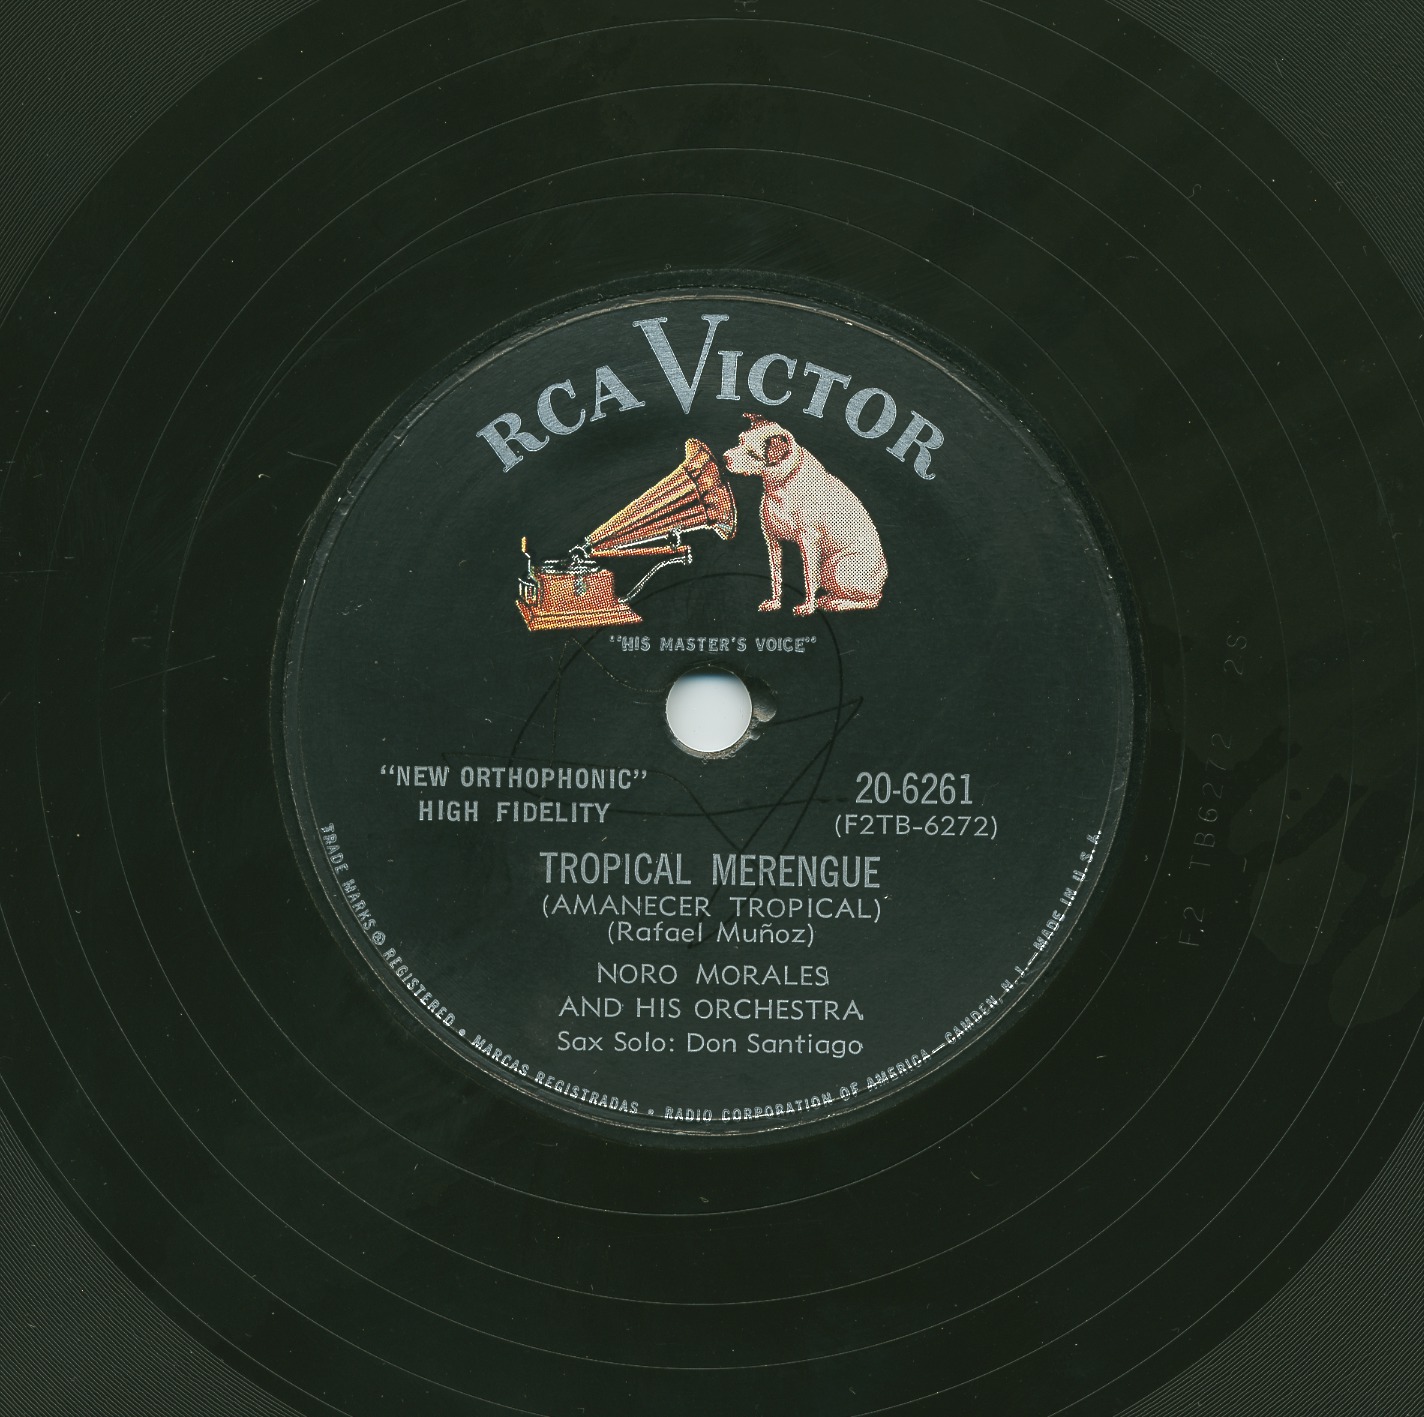 RCA VICTOR
"HIS MASTER'S VOICE"
"NEW ORTHOPHONIC"
HIGH FIDELITY
20-6261
(F2TB-6272)
TROPICAL MERENGUE
(AMANECER TROPICAL)
(Rafael Muñoz)
NORO MORALES
AND HIS ORCHESTRA
Sax Solo: Don Santiago
TRADE MARKS ® REGISTERED • MARCAS REGISTRADAS • RADIO CORPORATION OF AMERICA—CAMDEN, N. J.—MADE IN U.S.A.
F2 TB6272 2S